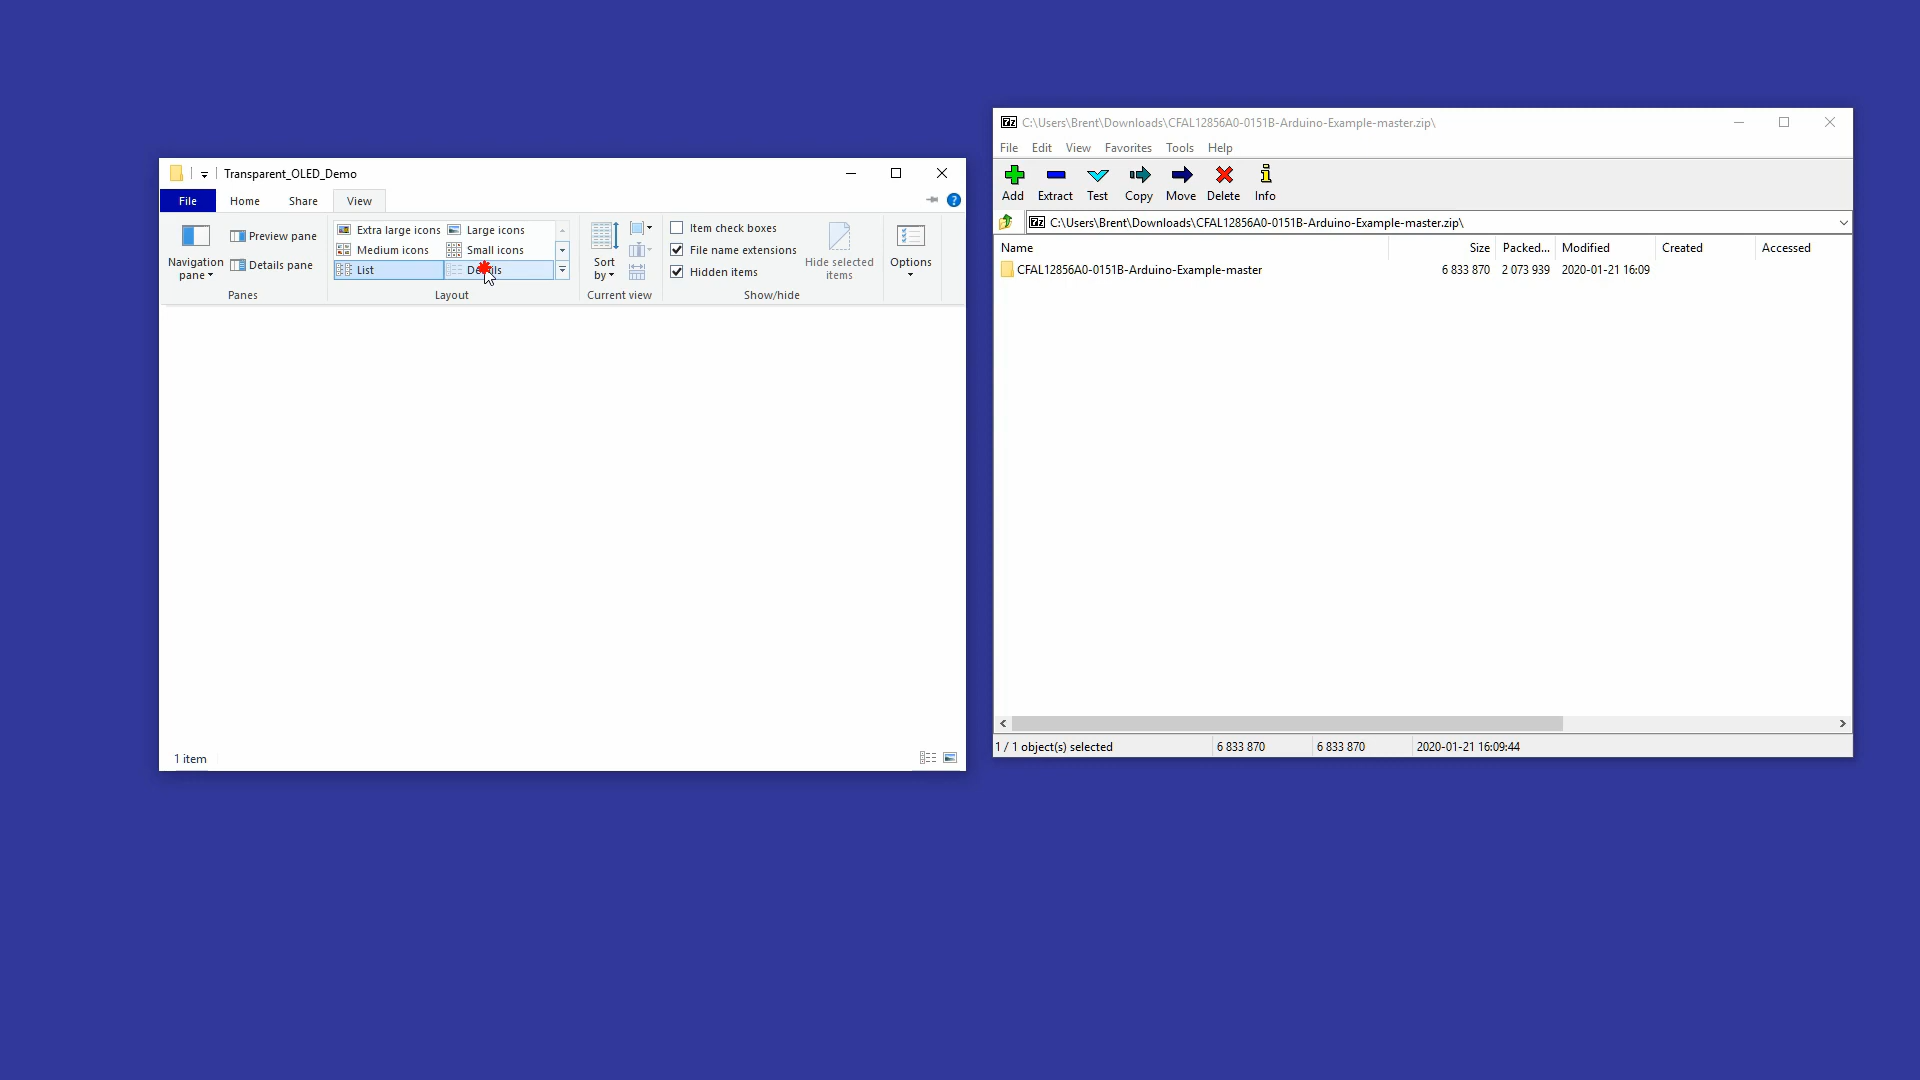 Transparent_OLED_Demo
File Home Share View
Navigation pane
Preview pane
Details pane
Panes
Extra large icons Large icons
Medium icons Small icons
List
Layout
Sort by
Current view
Item check boxes
File name extensions
Hidden items
Hide selected items
Show/hide
Options
1 item
C:\Users\Brent\Downloads\CFAL12856A0-0151B-Arduino-Example-master.zip\
File Edit View Favorites Tools Help
Add Extract Test Copy Move Delete Info
C:\Users\Brent\Downloads\CFAL12856A0-0151B-Arduino-Example-master.zip\
Name Size Packed... Modified Created Accessed
CFAL12856A0-0151B-Arduino-Example-master 6 833 870 2 073 939 2020-01-21 16:09
1 / 1 object(s) selected 6 833 870 6 833 870 2020-01-21 16:09:44